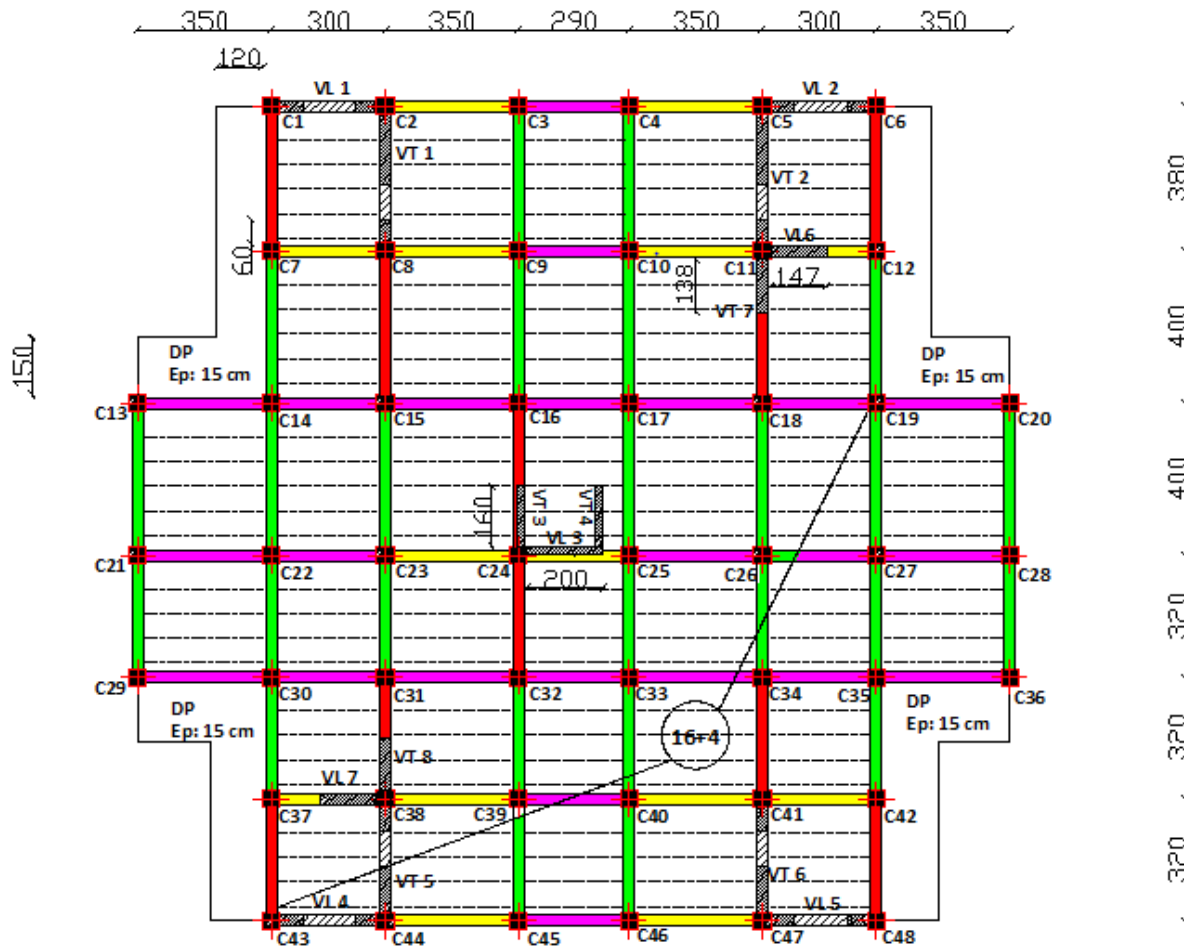 350 300 350 290 350 300 350
120
VL 1 VL 2
C1 C2 C3 C4 C5 C6
VT 1 VT 2
380
60
VL6
C7 C8 C9 C10 C11 C12
138 147
VT 7
400
150
DP
Ep: 15 cm
DP
Ep: 15 cm
C13 C14 C15 C16 C17 C18 C19 C20
400
160 VT 3 VT 4
VL 3
C21 C22 C23 C24 C25 C26 C27 C28
200
320
C29 C30 C31 C32 C33 C34 C35 C36
DP
Ep: 15 cm
DP
Ep: 15 cm
16+4
320
VT 8
VL 7
C37 C38 C39 C40 C41 C42
320
VT 5 VT 6
VL 4 VL 5
C43 C44 C45 C46 C47 C48